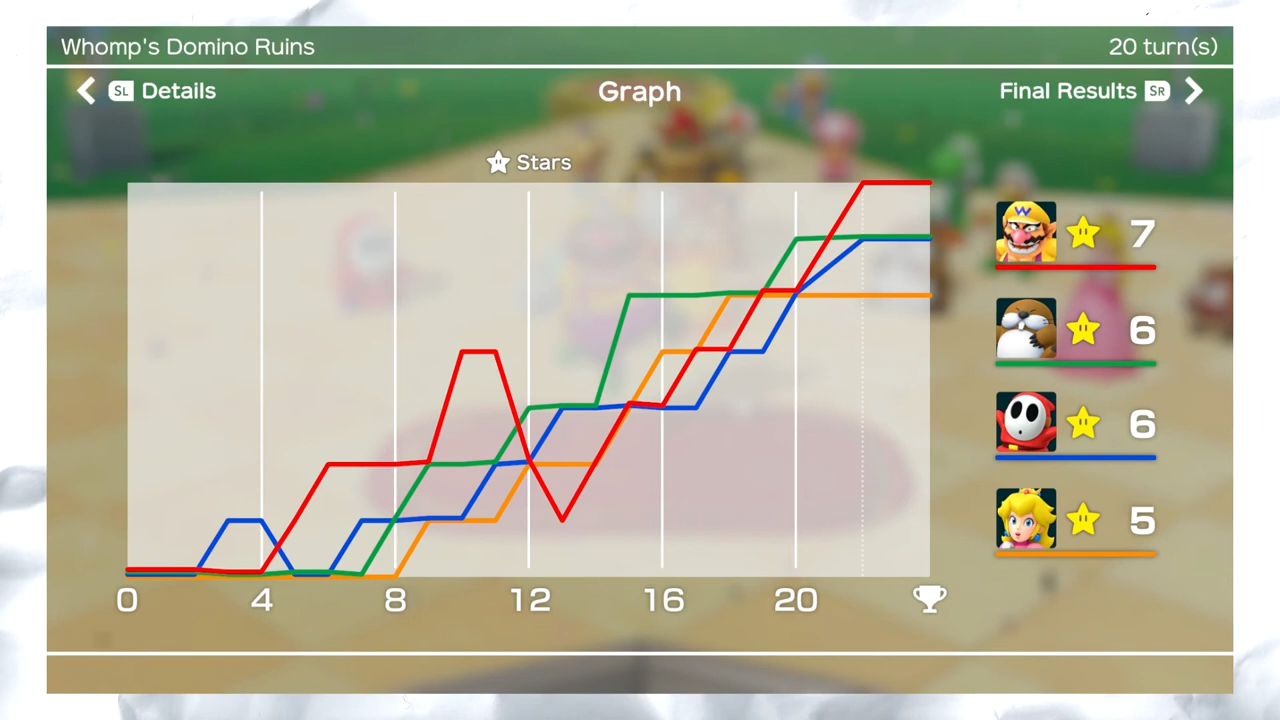 Whomp's Domino Ruins 20 turn(s)
SL Details Graph Final Results SR
Stars
7
6
6
5
0 4 8 12 16 20